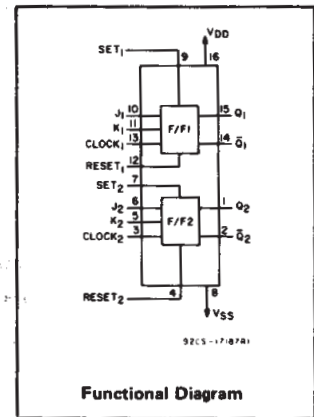 SET1
9
VDD
16
J1 10
K1 11
CLOCK1 13
F/F1
15 Q1
14 Q̅1
RESET1 12
SET2 7
J2 6
K2 5
CLOCK2 3
F/F2
1 Q2
2 Q̅2
RESET2
4
8
VSS
92CS-17187R1
Functional Diagram